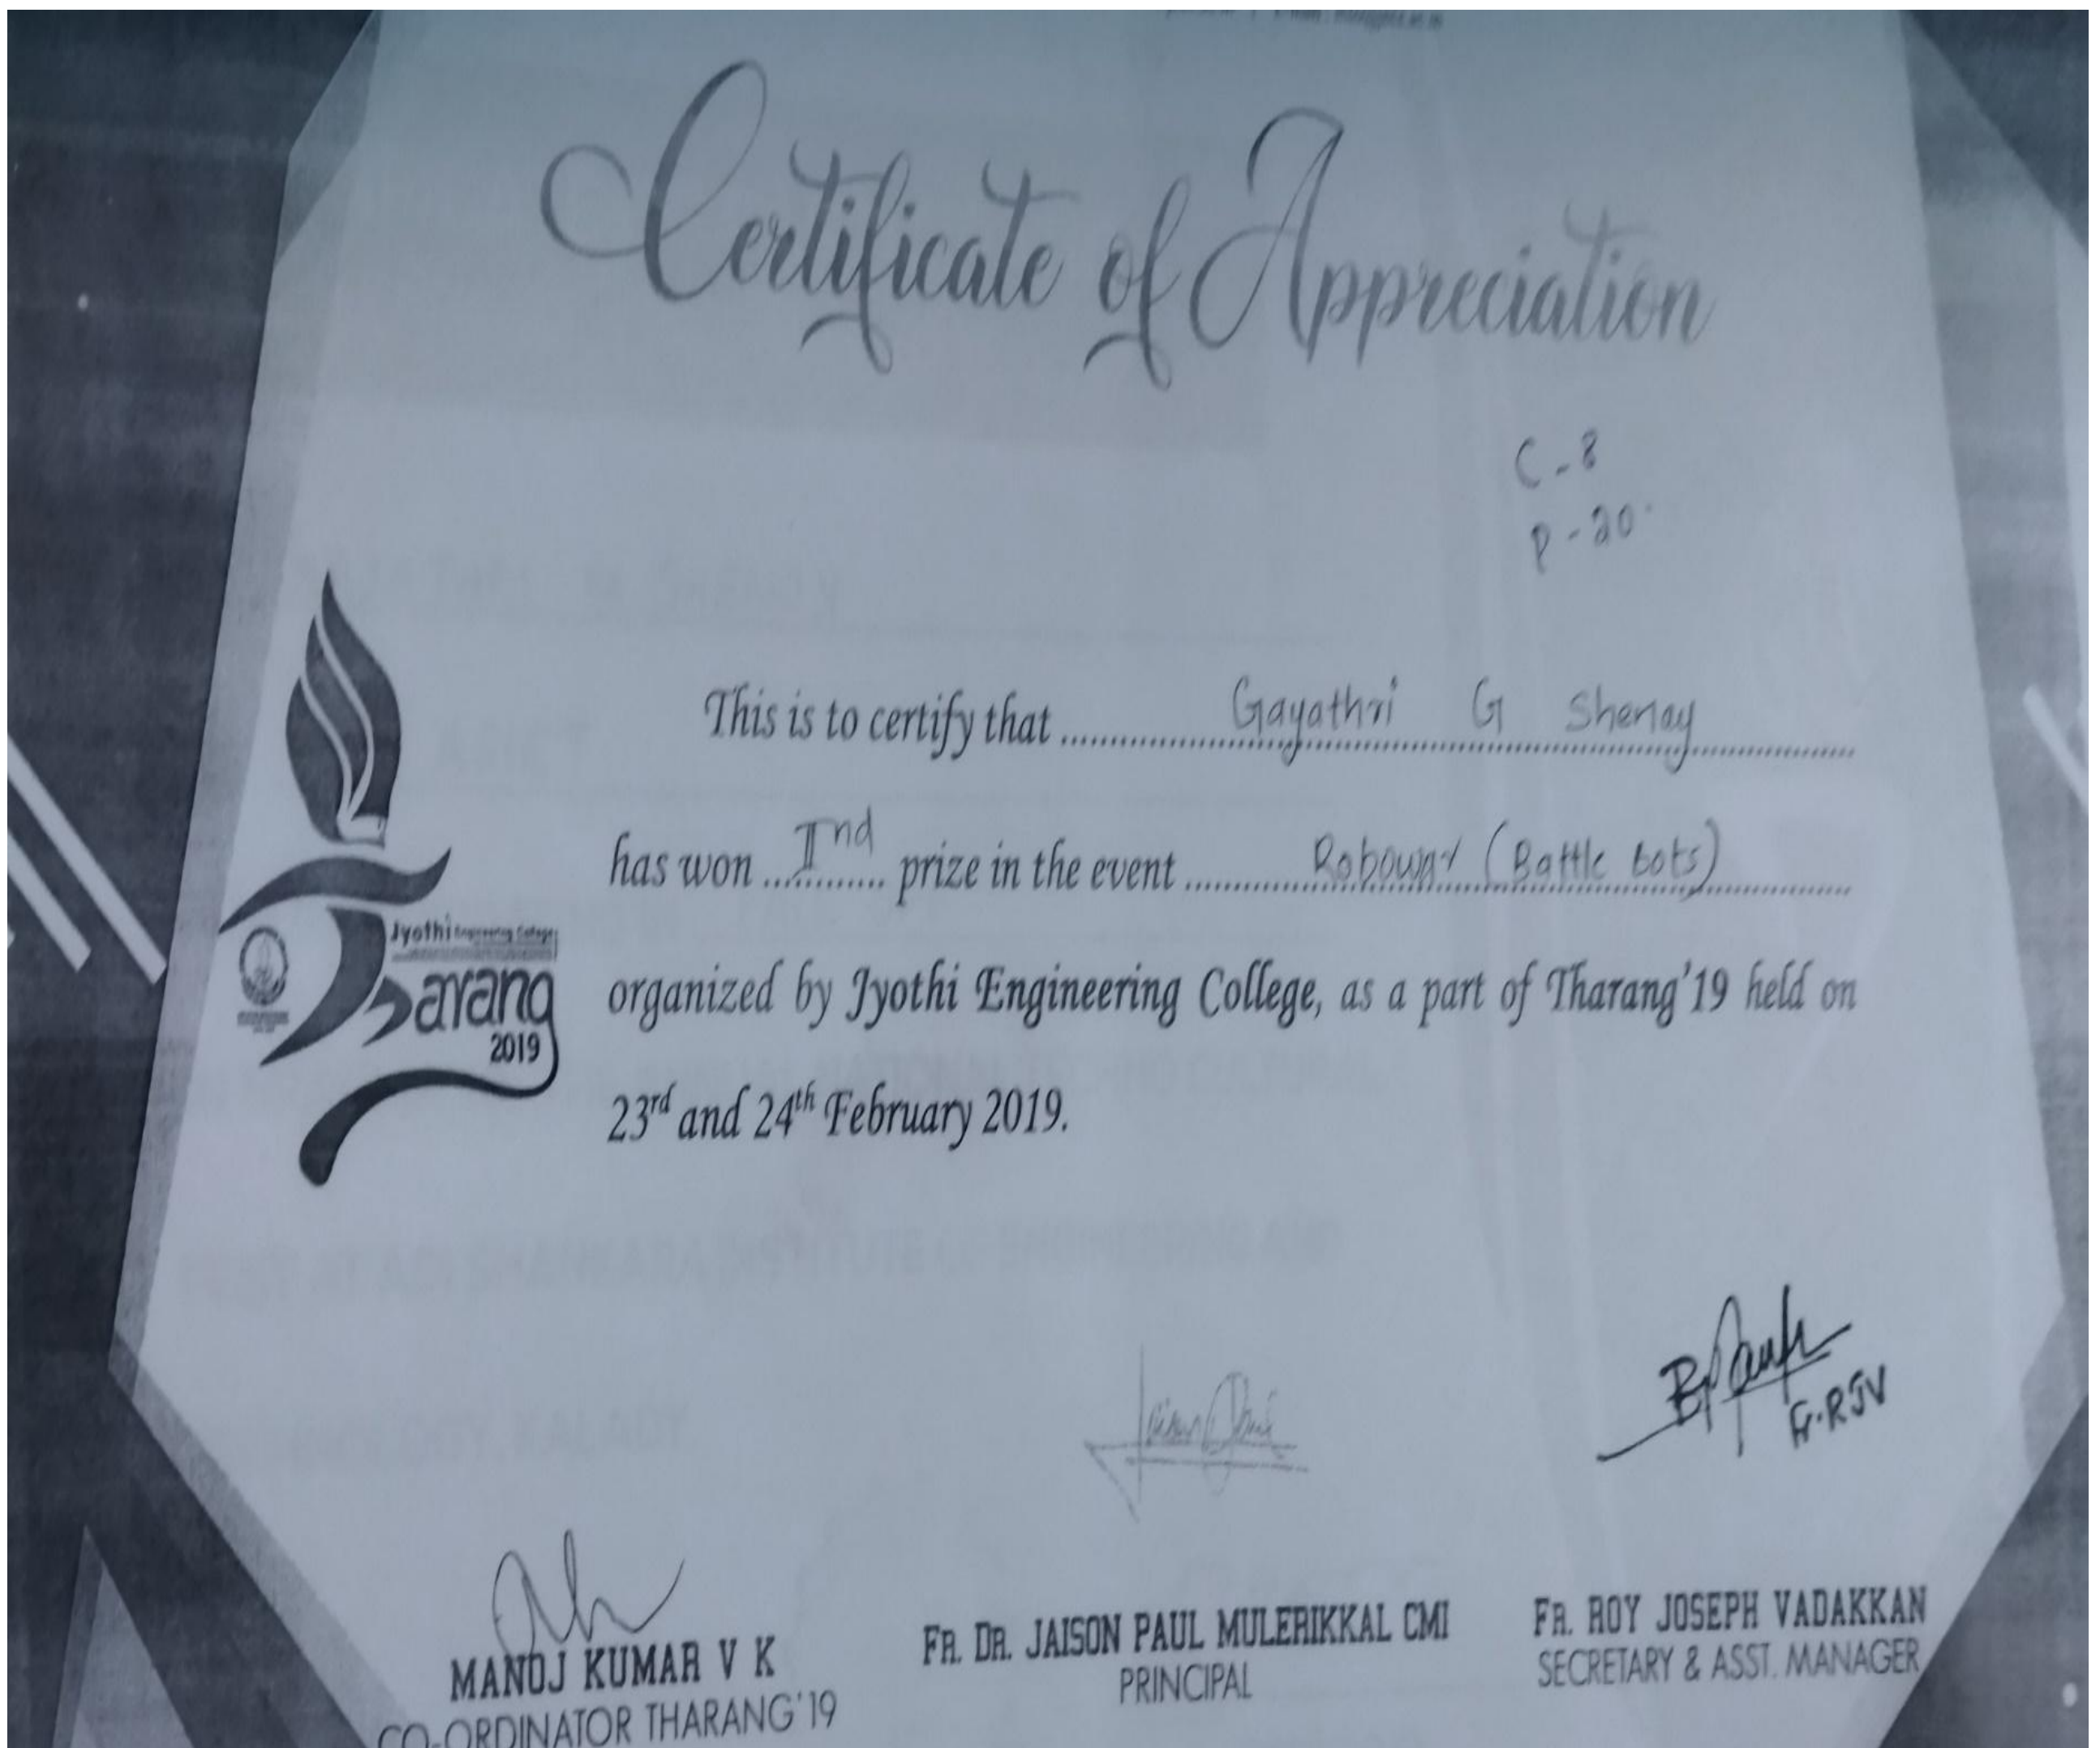 Certificate of Appreciation
C-8
P-20
This is to certify that Gayathri G Shenoy
has won IInd prize in the event Robowar (Battle bots)
Jyothi Engineering College
Tharang
2019
organized by Jyothi Engineering College, as a part of Tharang'19 held on
23rd and 24th February 2019.
Fr. RJV
MANOJ KUMAR V K
CO-ORDINATOR THARANG'19
FR. DR. JAISON PAUL MULERIKKAL CMI
PRINCIPAL
FR. ROY JOSEPH VADAKKAN
SECRETARY & ASST. MANAGER